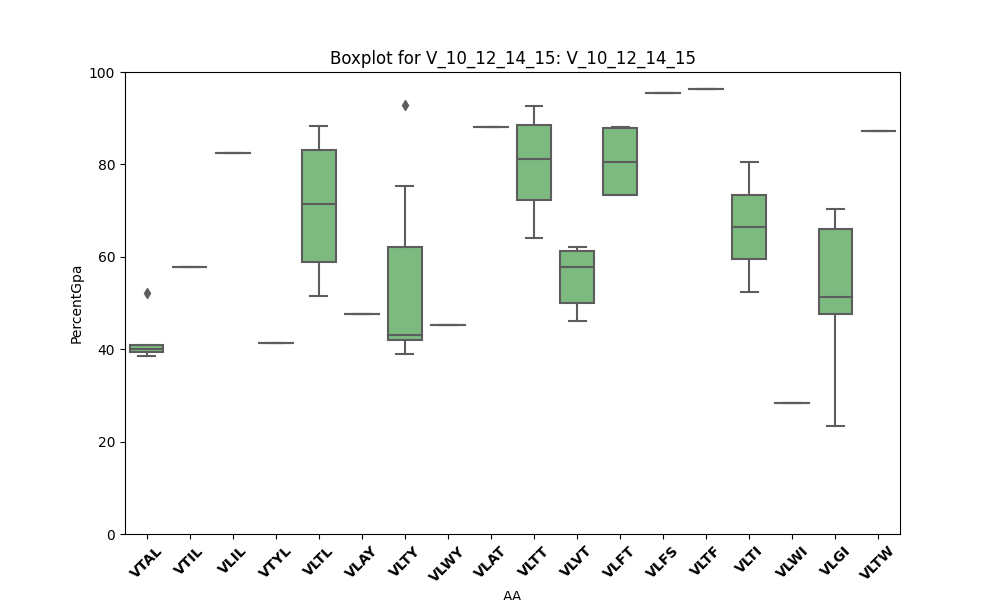 Boxplot for V_10_12_14_15: V_10_12_14_15
100
80
60
40
20
0
PercentGpa
VTAL VTIL VLIL VTYL VLTL VLAY VLTY VLWY VLAT VLTT VLVT VLFT VLFS VLTF VLTI VLWI VLGI VLTW
AA